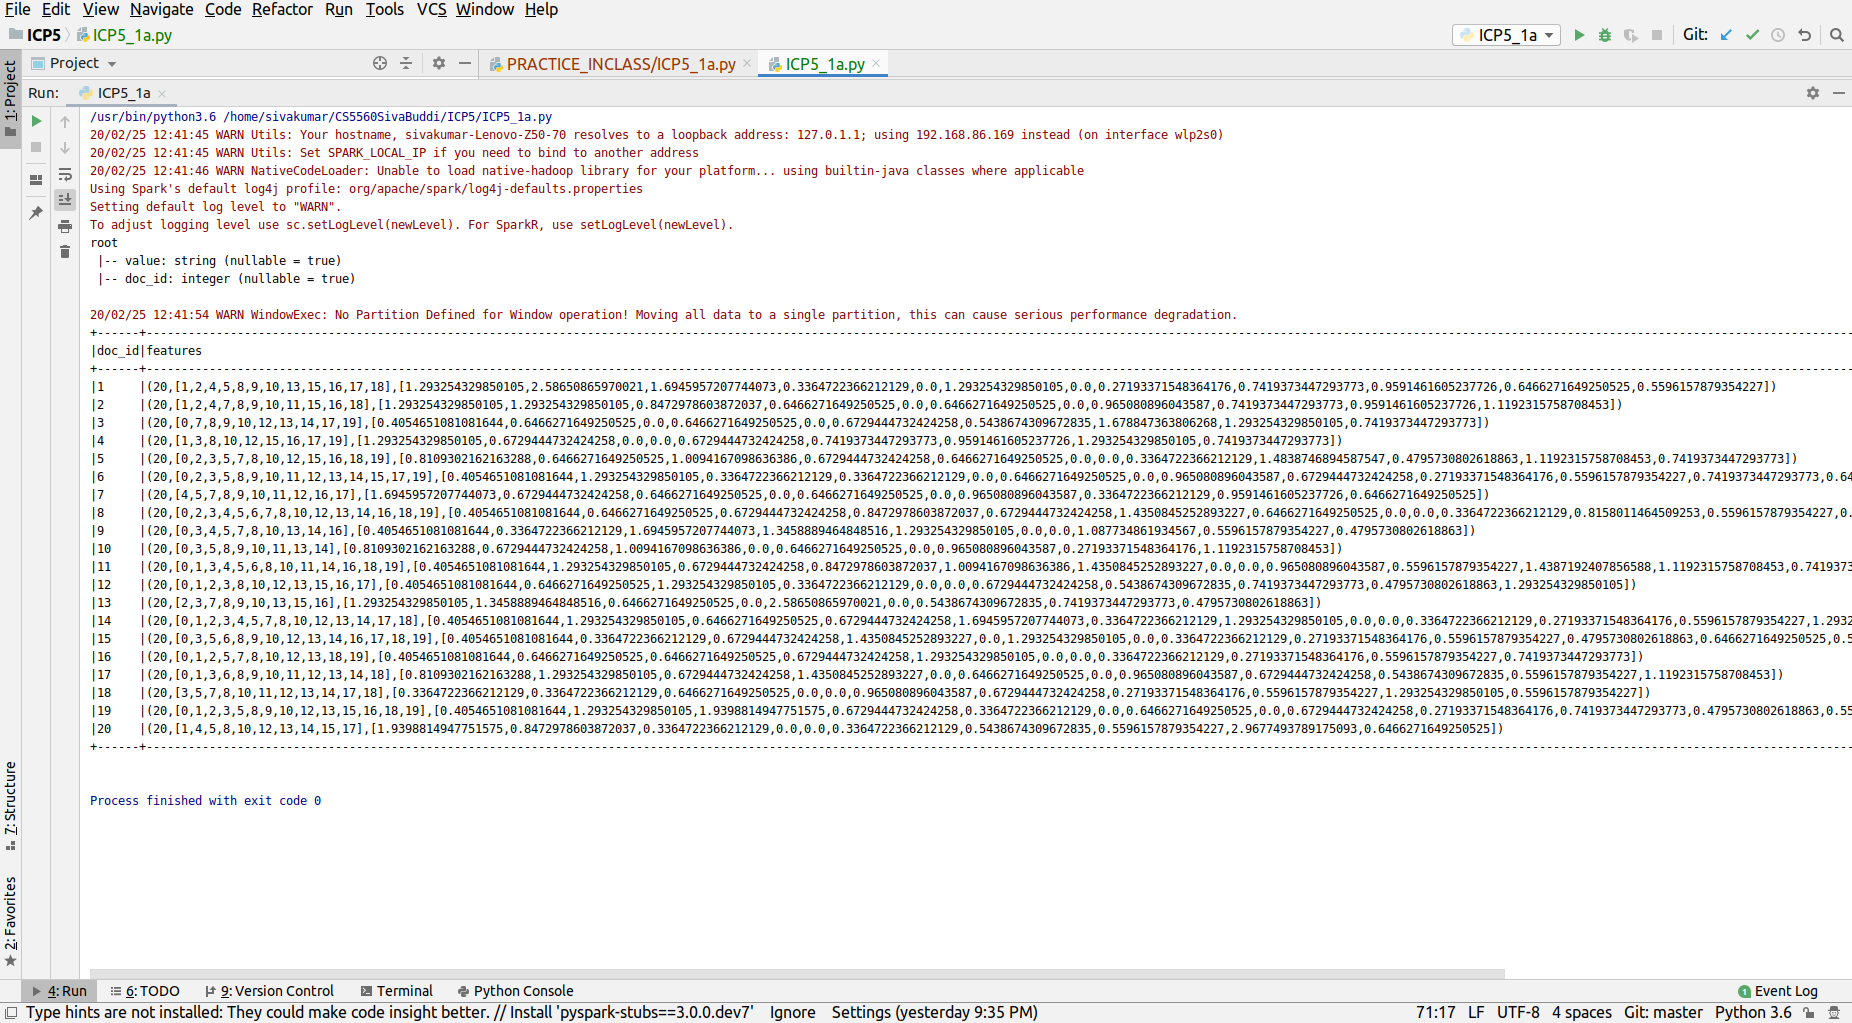 File Edit View Navigate Code Refactor Run Tools VCS Window Help
ICP5 ICP5_1a.py ICP5_1a Git:
1: Project Project PRACTICE_INCLASS/ICP5_1a.py ICP5_1a.py
Run: ICP5_1a
/usr/bin/python3.6 /home/sivakumar/CS5560SivaBuddi/ICP5/ICP5_1a.py
20/02/25 12:41:45 WARN Utils: Your hostname, sivakumar-Lenovo-Z50-70 resolves to a loopback address: 127.0.1.1; using 192.168.86.169 instead (on interface wlp2s0)
20/02/25 12:41:45 WARN Utils: Set SPARK_LOCAL_IP if you need to bind to another address
20/02/25 12:41:46 WARN NativeCodeLoader: Unable to load native-hadoop library for your platform... using builtin-java classes where applicable
Using Spark's default log4j profile: org/apache/spark/log4j-defaults.properties
Setting default log level to "WARN".
To adjust logging level use sc.setLogLevel(newLevel). For SparkR, use setLogLevel(newLevel).
root
|-- value: string (nullable = true)
|-- doc_id: integer (nullable = true)
20/02/25 12:41:54 WARN WindowExec: No Partition Defined for Window operation! Moving all data to a single partition, this can cause serious performance degradation.
|doc_id|features
|1 |(20,[1,2,4,5,8,9,10,13,15,16,17,18],[1.293254329850105,2.58650865970021,1.6945957207744073,0.3364722366212129,0.0,1.293254329850105,0.0,0.27193371548364176,0.7419373447293773,0.9591461605237726,0.6466271649250525,0.5596157879354227])
|2 |(20,[1,2,4,7,8,9,10,11,15,16,18],[1.293254329850105,1.293254329850105,0.8472978603872037,0.6466271649250525,0.0,0.6466271649250525,0.0,0.965080896043587,0.7419373447293773,0.9591461605237726,1.1192315758708453])
|3 |(20,[0,7,8,9,10,12,13,14,17,19],[0.4054651081081644,0.6466271649250525,0.0,0.6466271649250525,0.0,0.6729444732424258,0.5438674309672835,1.678847363806268,1.293254329850105,0.7419373447293773])
|4 |(20,[1,3,8,10,12,15,16,17,19],[1.293254329850105,0.6729444732424258,0.0,0.0,0.6729444732424258,0.7419373447293773,0.9591461605237726,1.293254329850105,0.7419373447293773])
|5 |(20,[0,2,3,5,7,8,10,12,15,16,18,19],[0.8109302162163288,0.6466271649250525,1.0094167098636386,0.6729444732424258,0.6466271649250525,0.0,0.0,0.3364722366212129,1.4838746894587547,0.4795730802618863,1.1192315758708453,0.7419373447293773])
|6 |(20,[0,2,3,5,8,9,10,11,12,13,14,15,17,19],[0.4054651081081644,1.293254329850105,0.3364722366212129,0.3364722366212129,0.0,0.6466271649250525,0.0,0.965080896043587,0.6729444732424258,0.27193371548364176,0.5596157879354227,0.7419373447293773,0.64
|7 |(20,[4,5,7,8,9,10,11,12,16,17],[1.6945957207744073,0.6729444732424258,0.6466271649250525,0.0,0.6466271649250525,0.0,0.965080896043587,0.3364722366212129,0.9591461605237726,0.6466271649250525])
|8 |(20,[0,2,3,4,5,6,7,8,10,12,13,14,16,18,19],[0.4054651081081644,0.6466271649250525,0.6729444732424258,0.8472978603872037,0.6729444732424258,1.4350845252893227,0.6466271649250525,0.0,0.0,0.3364722366212129,0.8158011464509253,0.5596157879354227,0.
|9 |(20,[0,3,4,5,7,8,10,13,14,16],[0.4054651081081644,0.3364722366212129,1.6945957207744073,1.3458889464848516,1.293254329850105,0.0,0.0,1.087734861934567,0.5596157879354227,0.4795730802618863])
|10 |(20,[0,3,5,8,9,10,11,13,14],[0.8109302162163288,0.6729444732424258,1.0094167098636386,0.0,0.6466271649250525,0.0,0.965080896043587,0.27193371548364176,1.1192315758708453])
|11 |(20,[0,1,3,4,5,6,8,10,11,14,16,18,19],[0.4054651081081644,1.293254329850105,0.6729444732424258,0.8472978603872037,1.0094167098636386,1.4350845252893227,0.0,0.0,0.965080896043587,0.5596157879354227,1.4387192407856588,1.1192315758708453,0.7419373
|12 |(20,[0,1,2,3,8,10,12,13,15,16,17],[0.4054651081081644,0.6466271649250525,1.293254329850105,0.3364722366212129,0.0,0.0,0.6729444732424258,0.5438674309672835,0.7419373447293773,0.4795730802618863,1.293254329850105])
|13 |(20,[2,3,7,8,9,10,13,15,16],[1.293254329850105,1.3458889464848516,0.6466271649250525,0.0,2.58650865970021,0.0,0.5438674309672835,0.7419373447293773,0.4795730802618863])
|14 |(20,[0,1,2,3,4,5,7,8,10,12,13,14,17,18],[0.4054651081081644,1.293254329850105,0.6466271649250525,0.6729444732424258,1.6945957207744073,0.3364722366212129,1.293254329850105,0.0,0.0,0.3364722366212129,0.27193371548364176,0.5596157879354227,1.2932
|15 |(20,[0,3,5,6,8,9,10,12,13,14,16,17,18,19],[0.4054651081081644,0.3364722366212129,0.6729444732424258,1.4350845252893227,0.0,1.293254329850105,0.0,0.3364722366212129,0.27193371548364176,0.5596157879354227,0.4795730802618863,0.6466271649250525,0.5
|16 |(20,[0,1,2,5,7,8,10,12,13,18,19],[0.4054651081081644,0.6466271649250525,0.6466271649250525,0.6729444732424258,1.293254329850105,0.0,0.0,0.3364722366212129,0.27193371548364176,0.5596157879354227,0.7419373447293773])
|17 |(20,[0,1,3,6,8,9,10,11,12,13,14,18],[0.8109302162163288,1.293254329850105,0.6729444732424258,1.4350845252893227,0.0,0.6466271649250525,0.0,0.965080896043587,0.6729444732424258,0.5438674309672835,0.5596157879354227,1.1192315758708453])
|18 |(20,[3,5,7,8,10,11,12,13,14,17,18],[0.3364722366212129,0.3364722366212129,0.6466271649250525,0.0,0.0,0.965080896043587,0.6729444732424258,0.27193371548364176,0.5596157879354227,1.293254329850105,0.5596157879354227])
|19 |(20,[0,1,2,3,5,8,9,10,12,13,15,16,18,19],[0.4054651081081644,1.293254329850105,1.9398814947751575,0.6729444732424258,0.3364722366212129,0.0,0.6466271649250525,0.0,0.6729444732424258,0.27193371548364176,0.7419373447293773,0.4795730802618863,0.55
|20 |(20,[1,4,5,8,10,12,13,14,15,17],[1.9398814947751575,0.8472978603872037,0.3364722366212129,0.0,0.0,0.3364722366212129,0.5438674309672835,0.5596157879354227,2.9677493789175093,0.6466271649250525])
Process finished with exit code 0
7: Structure
2: Favorites
4: Run 6: TODO 9: Version Control Terminal Python Console 1 Event Log
Type hints are not installed: They could make code insight better. // Install 'pyspark-stubs==3.0.0.dev7' Ignore Settings (yesterday 9:35 PM) 71:17 LF UTF-8 4 spaces Git: master Python 3.6